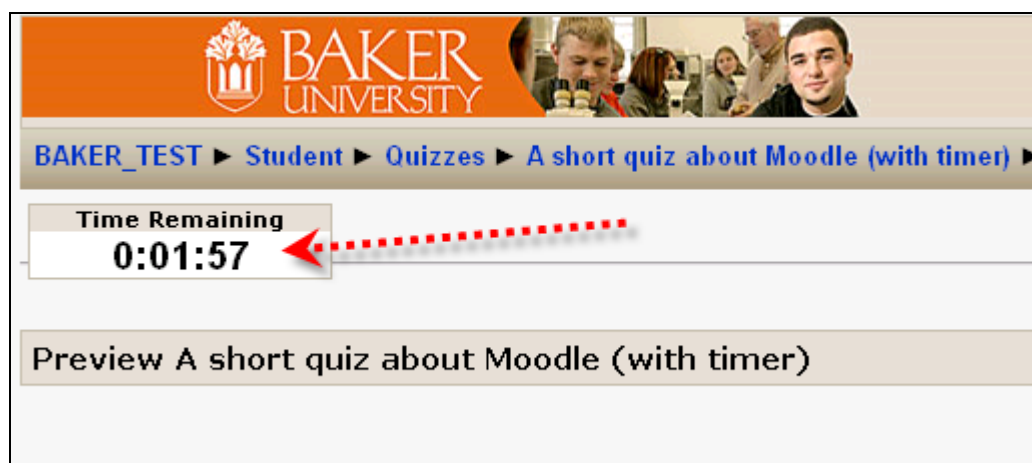 BAKER
UNIVERSITY
BAKER_TEST ► Student ► Quizzes ► A short quiz about Moodle (with timer) ►
Time Remaining
0:01:57
Preview A short quiz about Moodle (with timer)